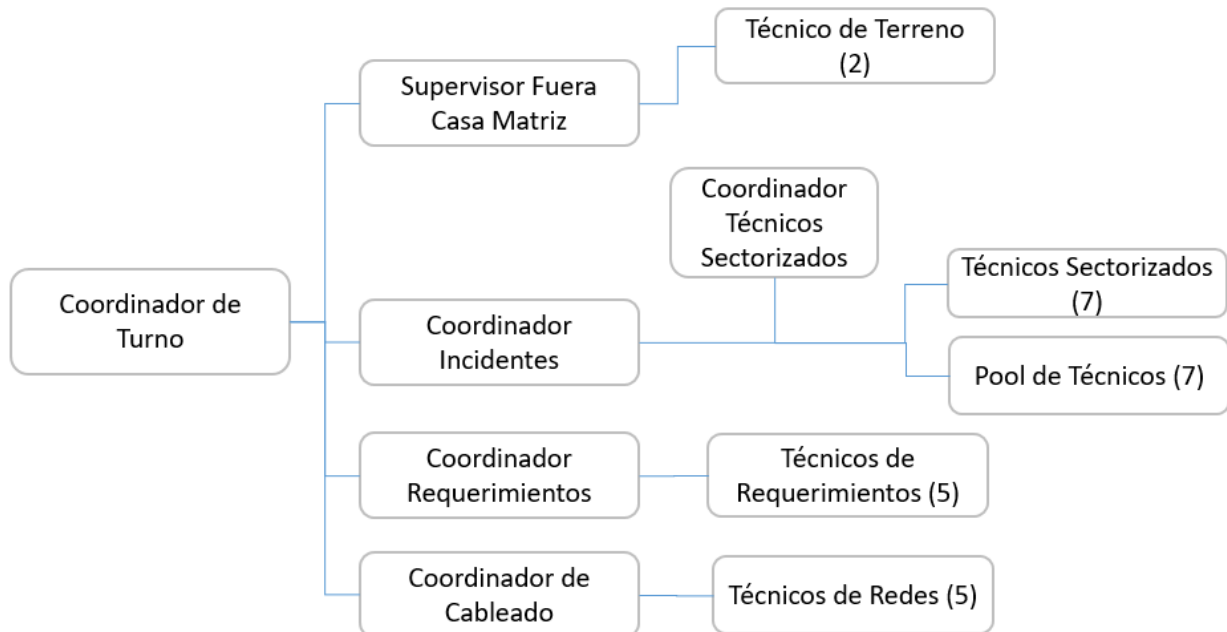 Técnico de Terreno
(2)
Supervisor Fuera
Casa Matriz
Coordinador
Técnicos
Sectorizados
Técnicos Sectorizados
(7)
Coordinador de
Turno
Coordinador
Incidentes
Pool de Técnicos (7)
Coordinador
Requerimientos
Técnicos de
Requerimientos (5)
Coordinador de
Cableado
Técnicos de Redes (5)